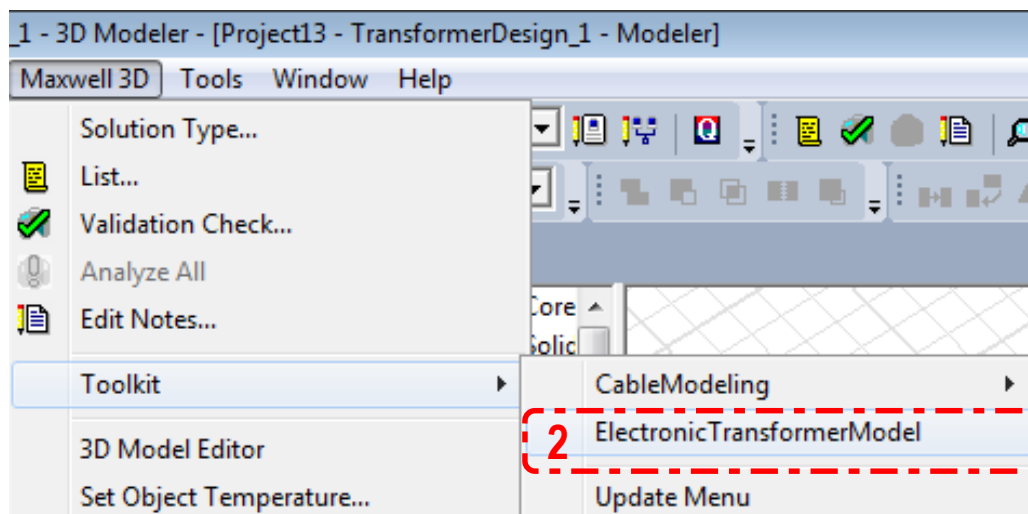 _1 - 3D Modeler - [Project13 - TransformerDesign_1 - Modeler]
Maxwell 3D Tools Window Help
Solution Type...
List...
Validation Check...
Analyze All
Edit Notes...
Core
Solid
Toolkit
CableModeling
2 ElectronicTransformerModel
3D Model Editor
Set Object Temperature...
Update Menu